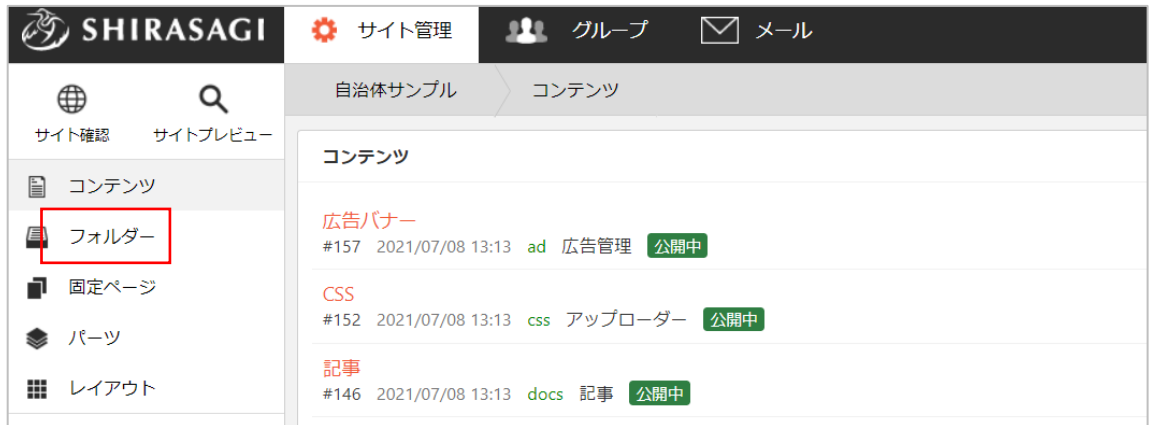 SHIRASAGI
サイト管理
グループ
メール
サイト確認
サイトプレビュー
自治体サンプル
コンテンツ
コンテンツ
フォルダー
固定ページ
パーツ
レイアウト
コンテンツ
広告バナー
#157 2021/07/08 13:13 ad 広告管理 公開中
CSS
#152 2021/07/08 13:13 css アップローダー 公開中
記事
#146 2021/07/08 13:13 docs 記事 公開中